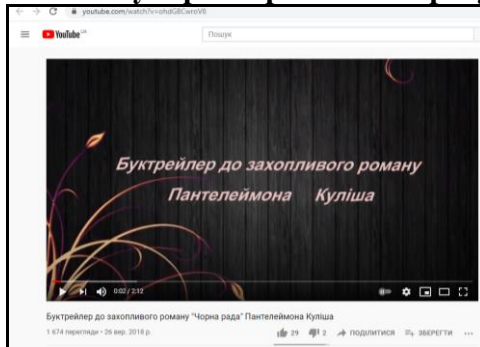 youtube.com/watch?v=ohdGBCwroV8
YouTube UA
Пошук
Буктрейлер до захопливого роману
Пантелеймона Куліша
0:02 / 2:12
Буктрейлер до захопливого роману "Чорна рада" Пантелеймона Куліша
1 674 перегляди • 26 вер. 2018 р.
29 2 ПОДІЛИТИСЯ ЗБЕРЕГТИ ...